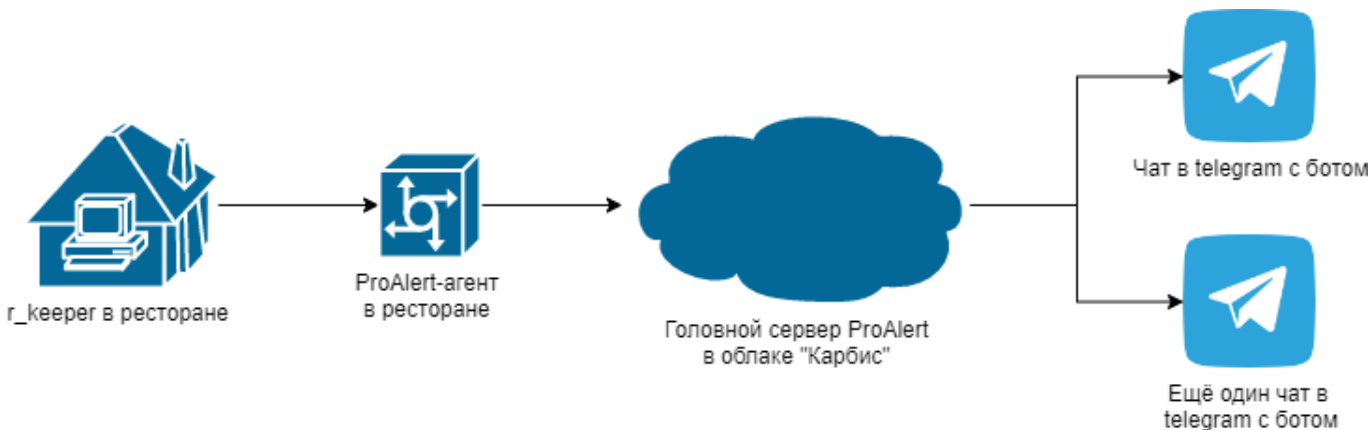 r_keeper в ресторане
ProAlert-агент
в ресторане
Головной сервер ProAlert
в облаке "Карбис"
Чат в telegram с ботом
Ещё один чат в
telegram с ботом